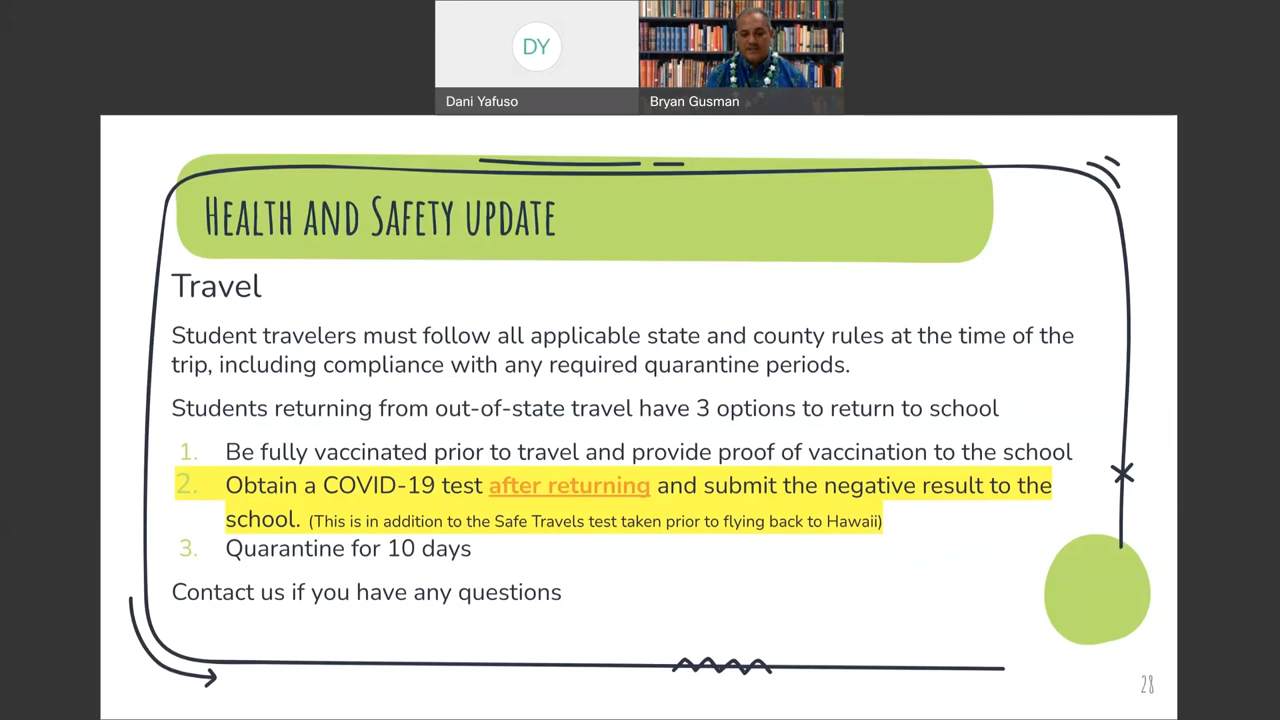 DY
Dani Yafuso
Bryan Gusman
Health and Safety update
Travel
Student travelers must follow all applicable state and county rules at the time of the
trip, including compliance with any required quarantine periods.
Students returning from out-of-state travel have 3 options to return to school
1. Be fully vaccinated prior to travel and provide proof of vaccination to the school
2. Obtain a COVID-19 test after returning and submit the negative result to the
school. (This is in addition to the Safe Travels test taken prior to flying back to Hawaii)
3. Quarantine for 10 days
Contact us if you have any questions
28